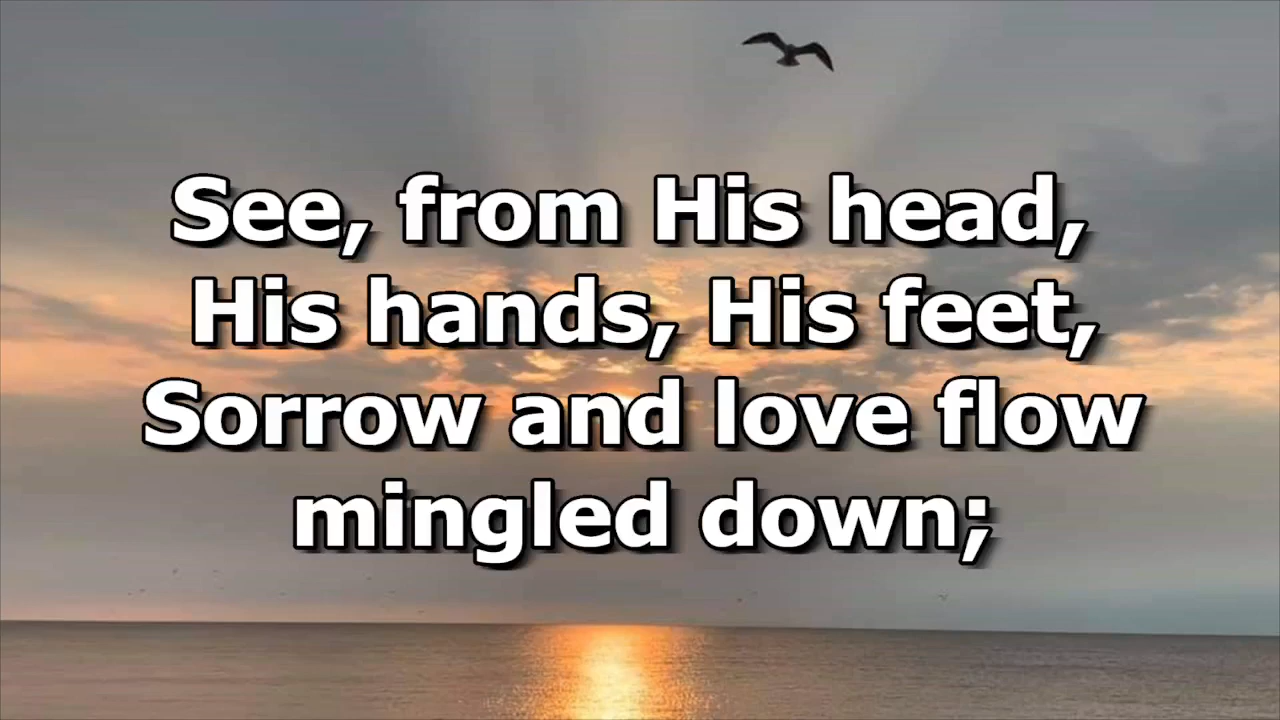 See, from His head,
His hands, His feet,
Sorrow and love flow
mingled down;